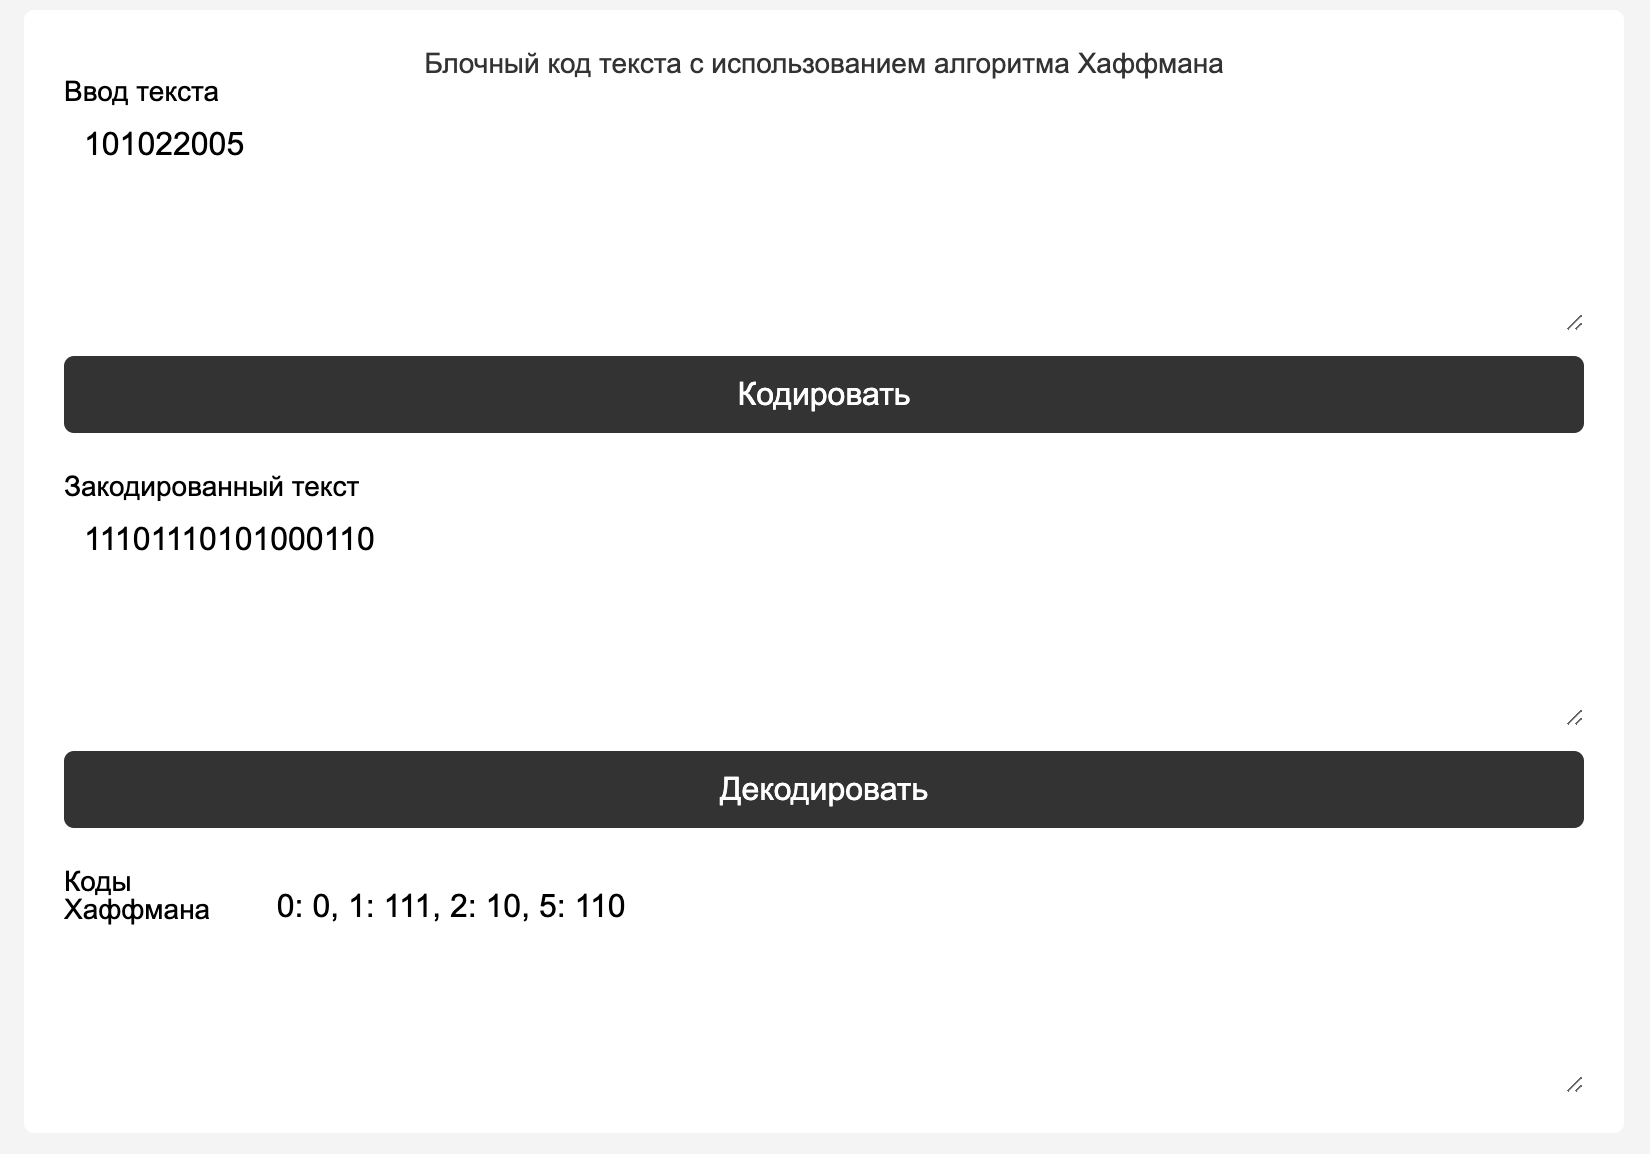 Блочный код текста с использованием алгоритма Хаффмана
Ввод текста
101022005
Кодировать
Закодированный текст
11101110101000110
Декодировать
Коды
Хаффмана
0: 0, 1: 111, 2: 10, 5: 110